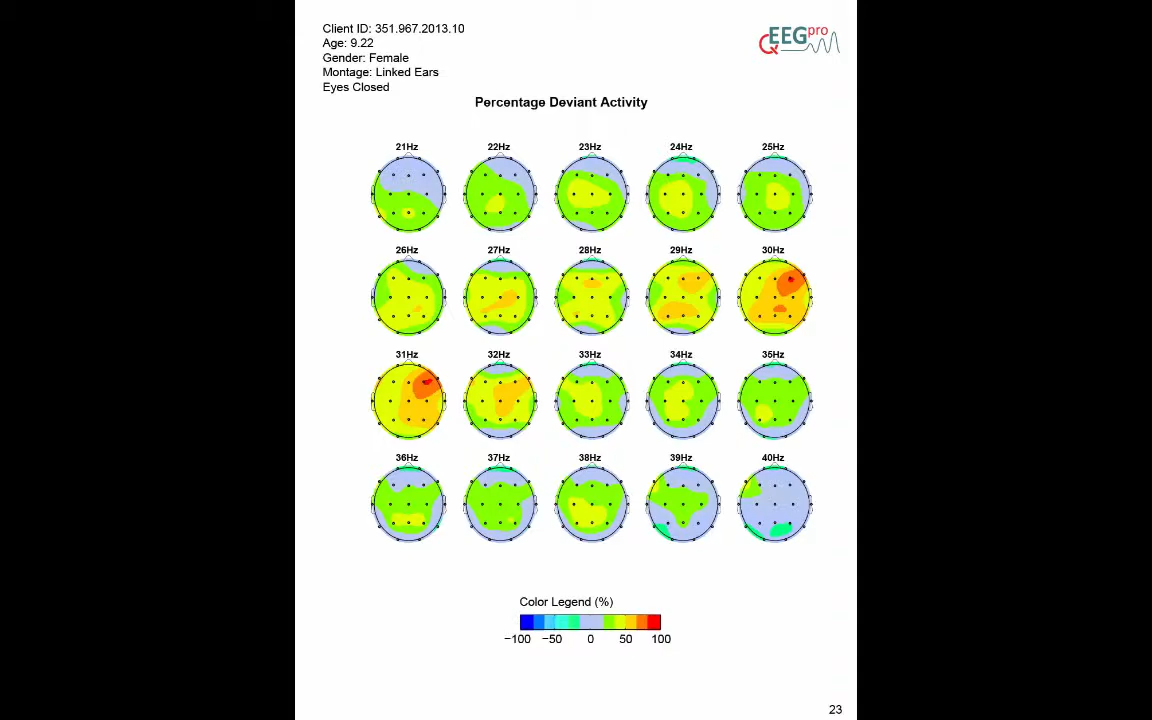 Client ID: 351.967.2013.10
Age: 9.22
Gender: Female
Montage: Linked Ears
Eyes Closed
QEEGpro
Percentage Deviant Activity
21Hz 22Hz 23Hz 24Hz 25Hz
26Hz 27Hz 28Hz 29Hz 30Hz
31Hz 32Hz 33Hz 34Hz 35Hz
36Hz 37Hz 38Hz 39Hz 40Hz
Color Legend (%)
−100 −50 0 50 100
23